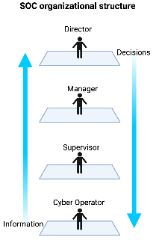 SOC organizational structure
Director
Decisions
Manager
Supervisor
Cyber Operator
Information